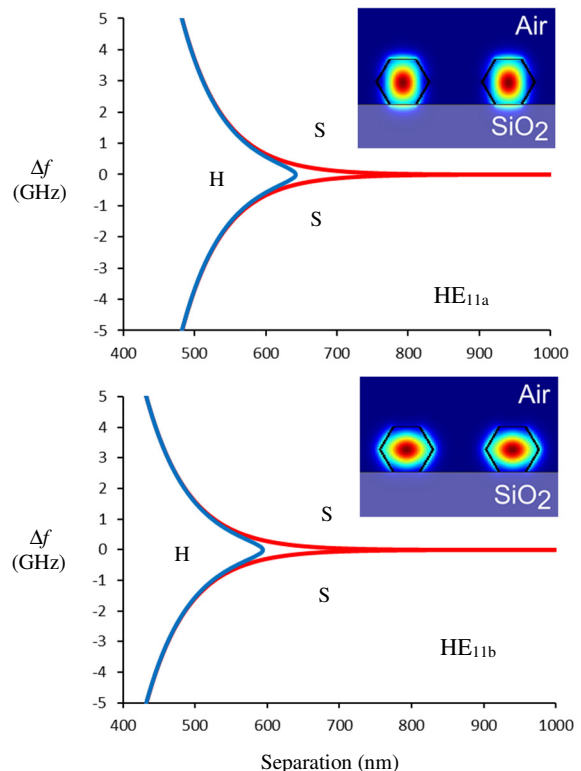 5
4
3
2
1
0
-1
-2
-3
-4
-5
Δf
(GHz)
400 500 600 700 800 900 1000
S
H
S
HE11a
Air
SiO2
5
4
3
2
1
0
-1
-2
-3
-4
-5
Δf
(GHz)
400 500 600 700 800 900 1000
S
H
S
HE11b
Air
SiO2
Separation (nm)